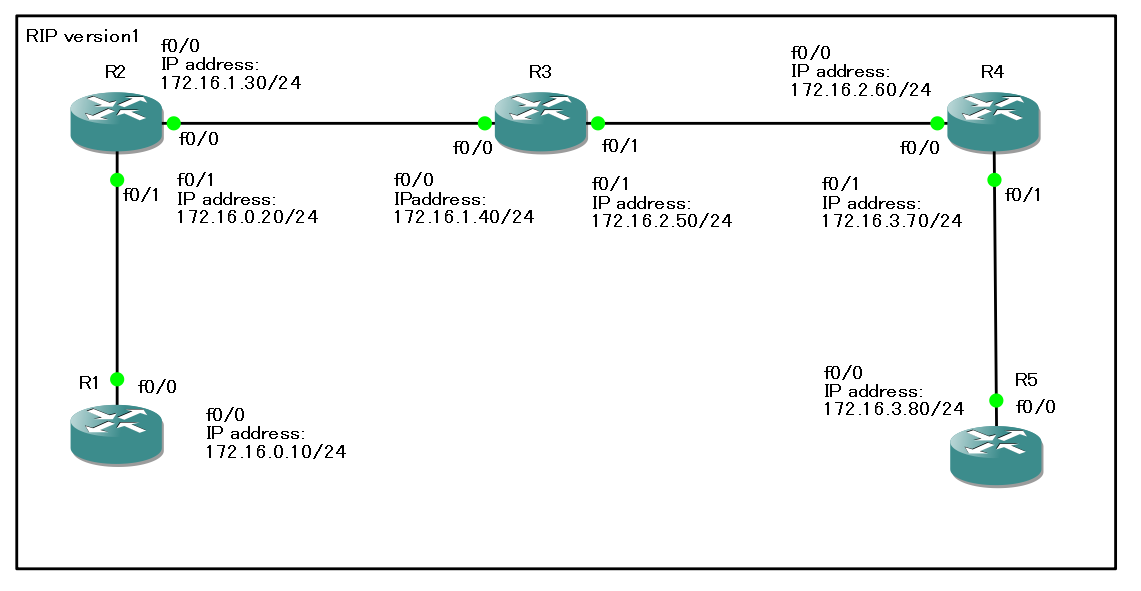 RIP version1
R2
f0/0
IP address:
172.16.1.30/24
f0/0
f0/1
f0/1
IP address:
172.16.0.20/24
R3
f0/0
f0/1
f0/0
IPaddress:
172.16.1.40/24
f0/1
IP address:
172.16.2.50/24
f0/0
IP address:
172.16.2.60/24
R4
f0/0
f0/1
f0/1
IP address:
172.16.3.70/24
R1
f0/0
f0/0
IP address:
172.16.0.10/24
f0/0
IP address:
172.16.3.80/24
R5
f0/0